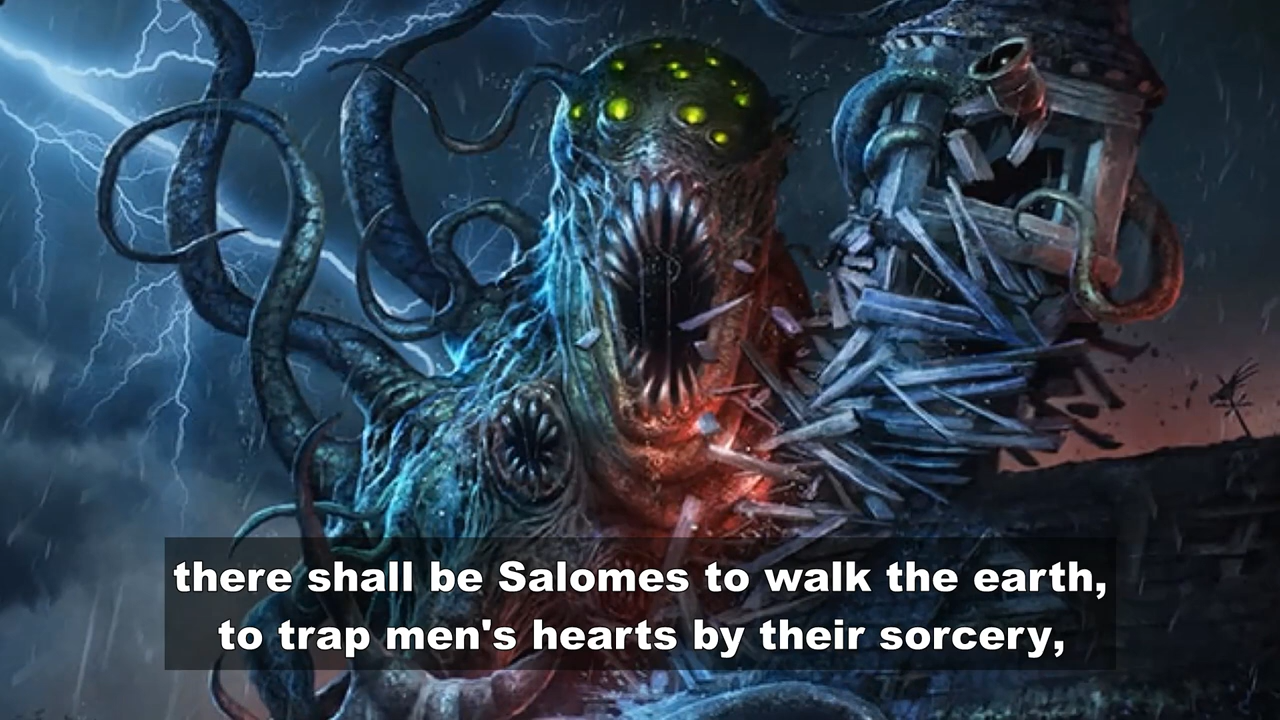 there shall be Salomes to walk the earth,
to trap men's hearts by their sorcery,